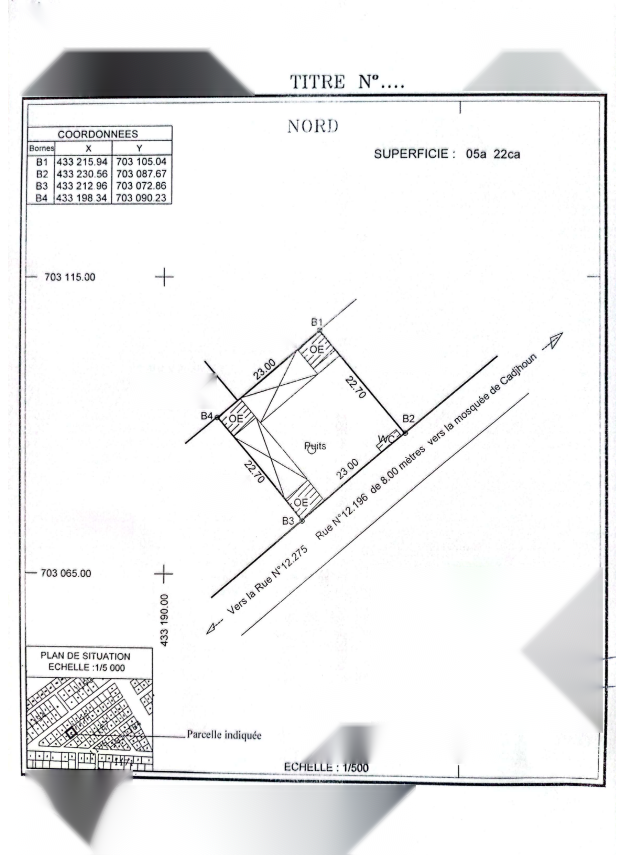 TITRE N°....
NORD
COORDONNEES
Bornes X Y
B1 433 215.94 703 105.04
B2 433 230.56 703 087.67
B3 433 212 96 703 072.86
B4 433 198.34 703 090.23
SUPERFICIE : 05a 22ca
703 115.00
B1
OE
23.00
22.70
B4
OE
B2
WC
Puits
23.00
22.70
OE
B3
Rue N°12.196 de 8.00 mètres vers la mosquée de Cadjhoun
Vers la Rue N°12.275
703 065.00
433 190.00
PLAN DE SITUATION
ECHELLE :1/5 000
Parcelle indiquée
ECHELLE : 1/500